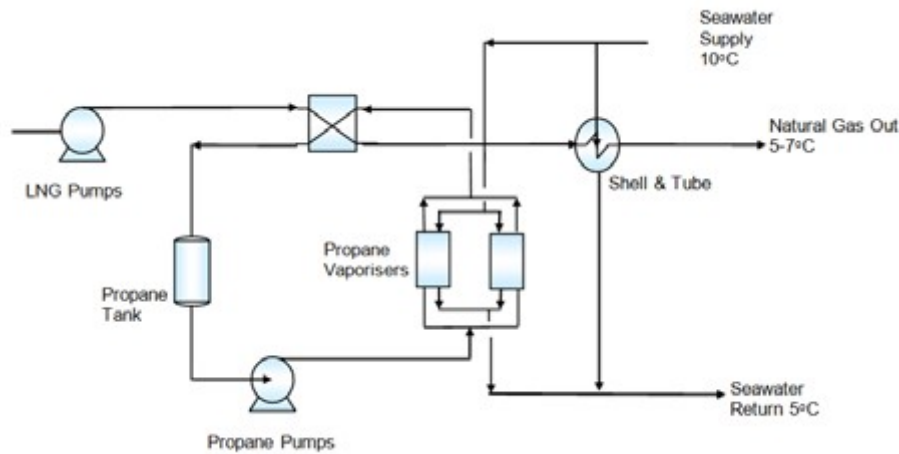 Seawater
Supply
10ºC
Natural Gas Out
5-7ºC
LNG Pumps
Shell & Tube
Propane
Vaporisers
Propane
Tank
Seawater
Return 5ºC
Propane Pumps